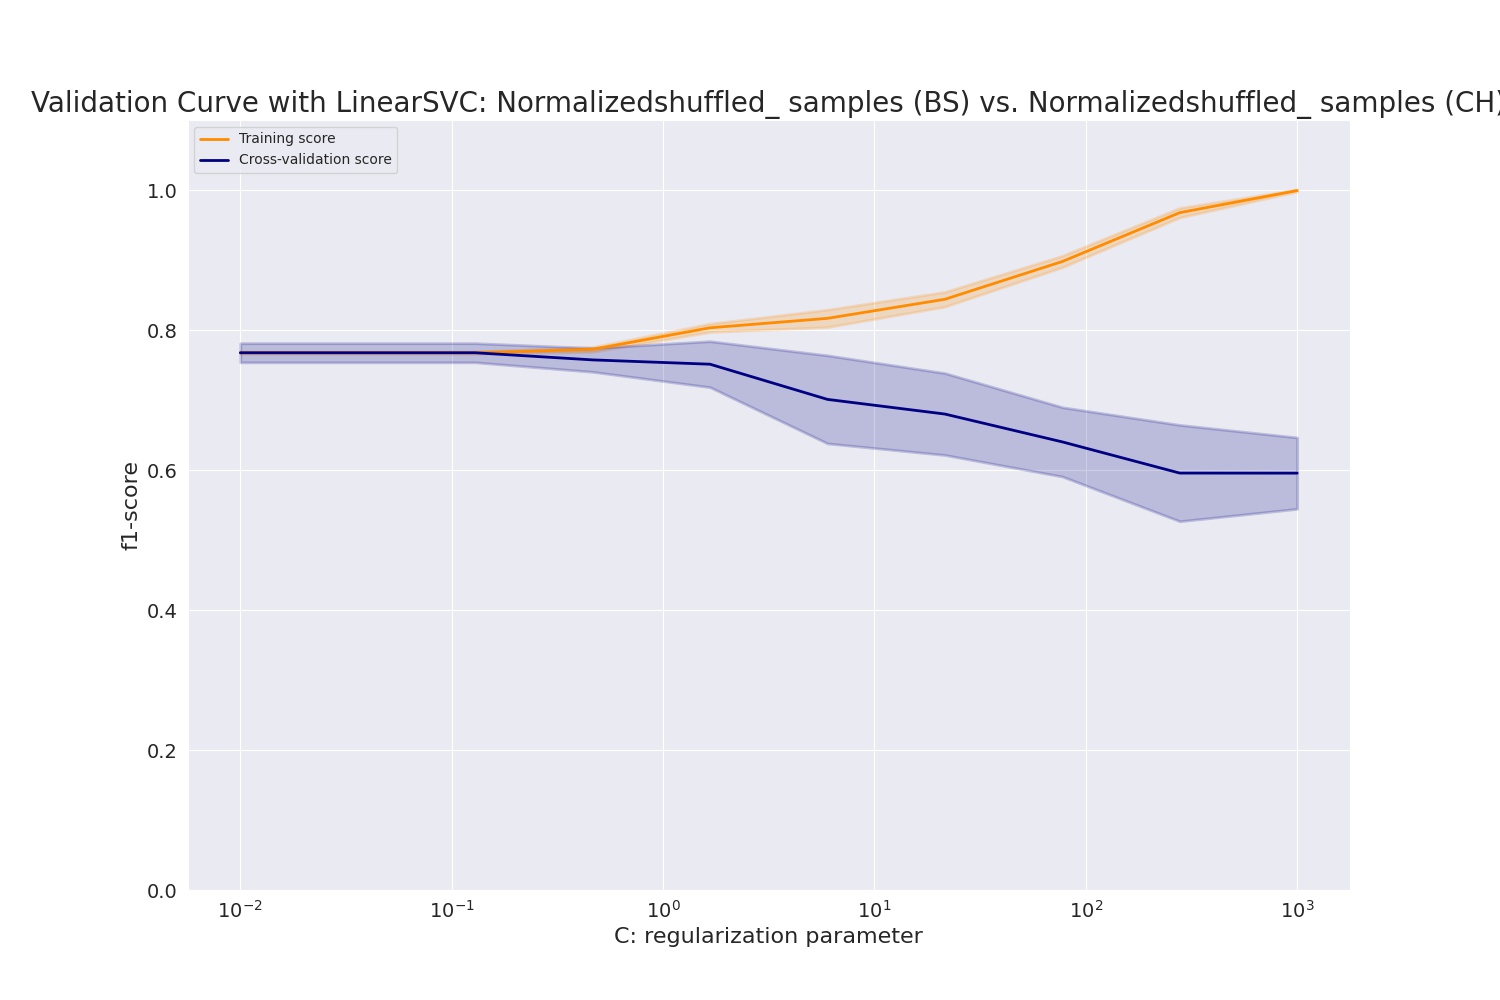 Validation Curve with LinearSVC: Normalizedshuffled_ samples (BS) vs. Normalizedshuffled_ samples (CH)
Training score
Cross-validation score
1.0
0.8
0.6
0.4
0.2
0.0
f1-score
10⁻² 10⁻¹ 10⁰ 10¹ 10² 10³
C: regularization parameter